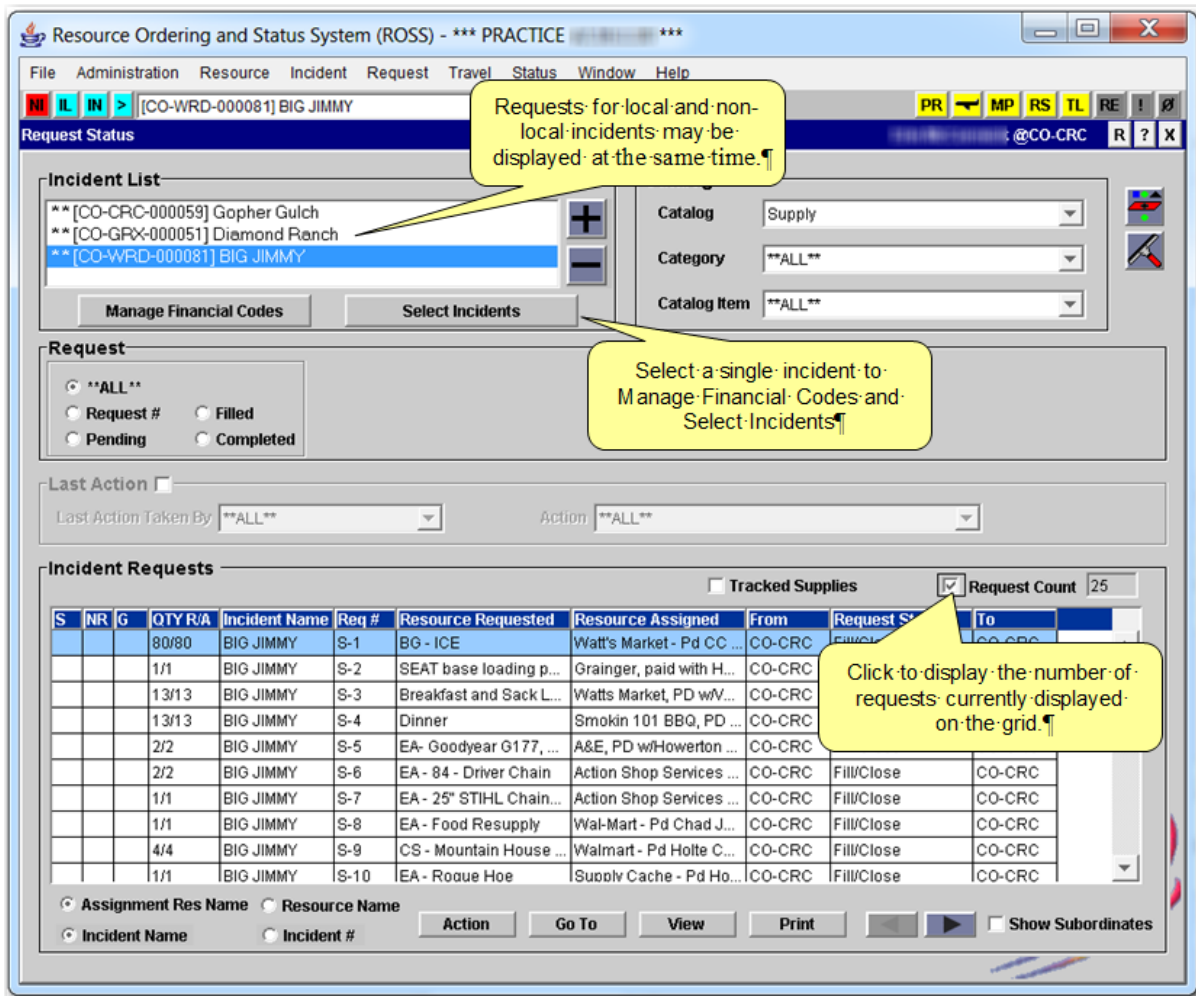 Resource Ordering and Status System (ROSS) - *** PRACTICE ***
File Administration Resource Incident Request Travel Status Window Help
NI IL IN > [CO-WRD-000081] BIG JIMMY PR MP RS TL RE ! Ø
Request Status : @CO-CRC R ? X
Requests for local and non-
local incidents may be
displayed at the same time.¶
Incident List
**[CO-CRC-000059] Gopher Gulch
**[CO-GRX-000051] Diamond Ranch
**[CO-WRD-000081] BIG JIMMY
+
−
Manage Financial Codes Select Incidents
Catalog Supply
Category **ALL**
Catalog Item **ALL**
Select a single incident to
Manage Financial Codes and
Select Incidents¶
Request
**ALL**
Request # Filled
Pending Completed
Last Action
Last Action Taken By **ALL** Action **ALL**
Incident Requests
Tracked Supplies Request Count 25
S NR G QTY R/A Incident Name Req # Resource Requested Resource Assigned From Request St To
80/80 BIG JIMMY S-1 BG - ICE Watt's Market - Pd CC ... CO-CRC Fill/Close CO-CRC
1/1 BIG JIMMY S-2 SEAT base loading p... Grainger, paid with H... CO-CRC
13/13 BIG JIMMY S-3 Breakfast and Sack L... Watts Market, PD w/V... CO-CRC
13/13 BIG JIMMY S-4 Dinner Smokin 101 BBQ, PD ... CO-CRC
2/2 BIG JIMMY S-5 EA- Goodyear G177, ... A&E, PD w/Howerton ... CO-CRC
2/2 BIG JIMMY S-6 EA - 84 - Driver Chain Action Shop Services ... CO-CRC Fill/Close CO-CRC
1/1 BIG JIMMY S-7 EA - 25" STIHL Chain... Action Shop Services ... CO-CRC Fill/Close CO-CRC
1/1 BIG JIMMY S-8 EA - Food Resupply Wal-Mart - Pd Chad J... CO-CRC Fill/Close CO-CRC
4/4 BIG JIMMY S-9 CS - Mountain House ... Walmart - Pd Holte C... CO-CRC Fill/Close CO-CRC
1/1 BIG JIMMY S-10 EA - Rogue Hoe Supply Cache - Pd Ho... CO-CRC Fill/Close CO-CRC
Click to display the number of
requests currently displayed
on the grid.¶
Assignment Res Name Resource Name
Incident Name Incident #
Action Go To View Print Show Subordinates